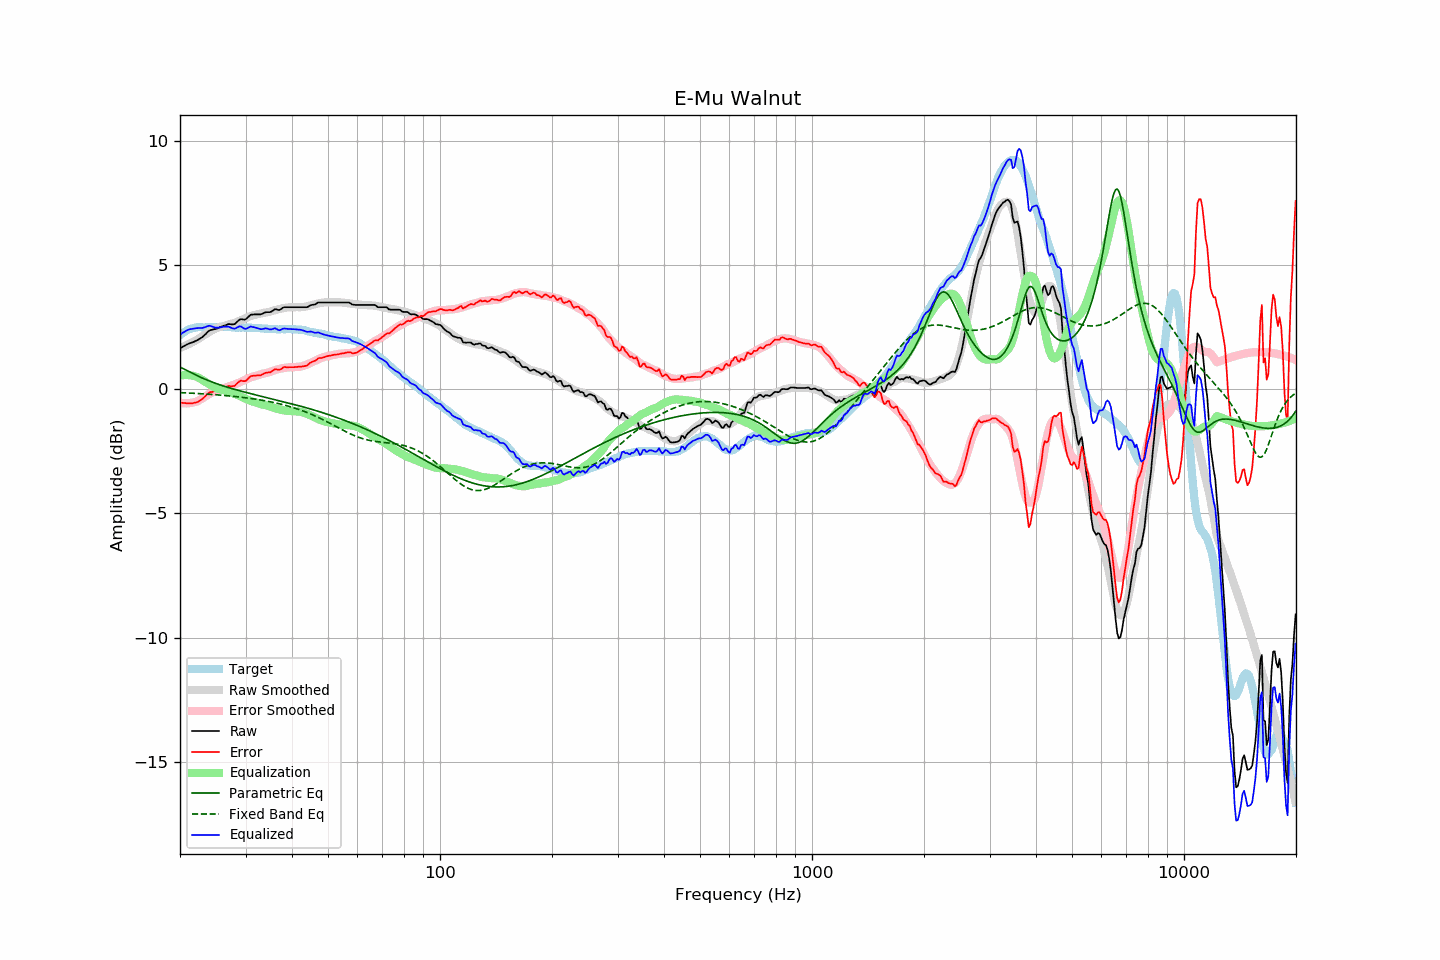 E-Mu Walnut
10
5
0
−5
−10
−15
Amplitude (dBr)
Target
Raw Smoothed
Error Smoothed
Raw
Error
Equalization
Parametric Eq
Fixed Band Eq
Equalized
100
1000
10000
Frequency (Hz)